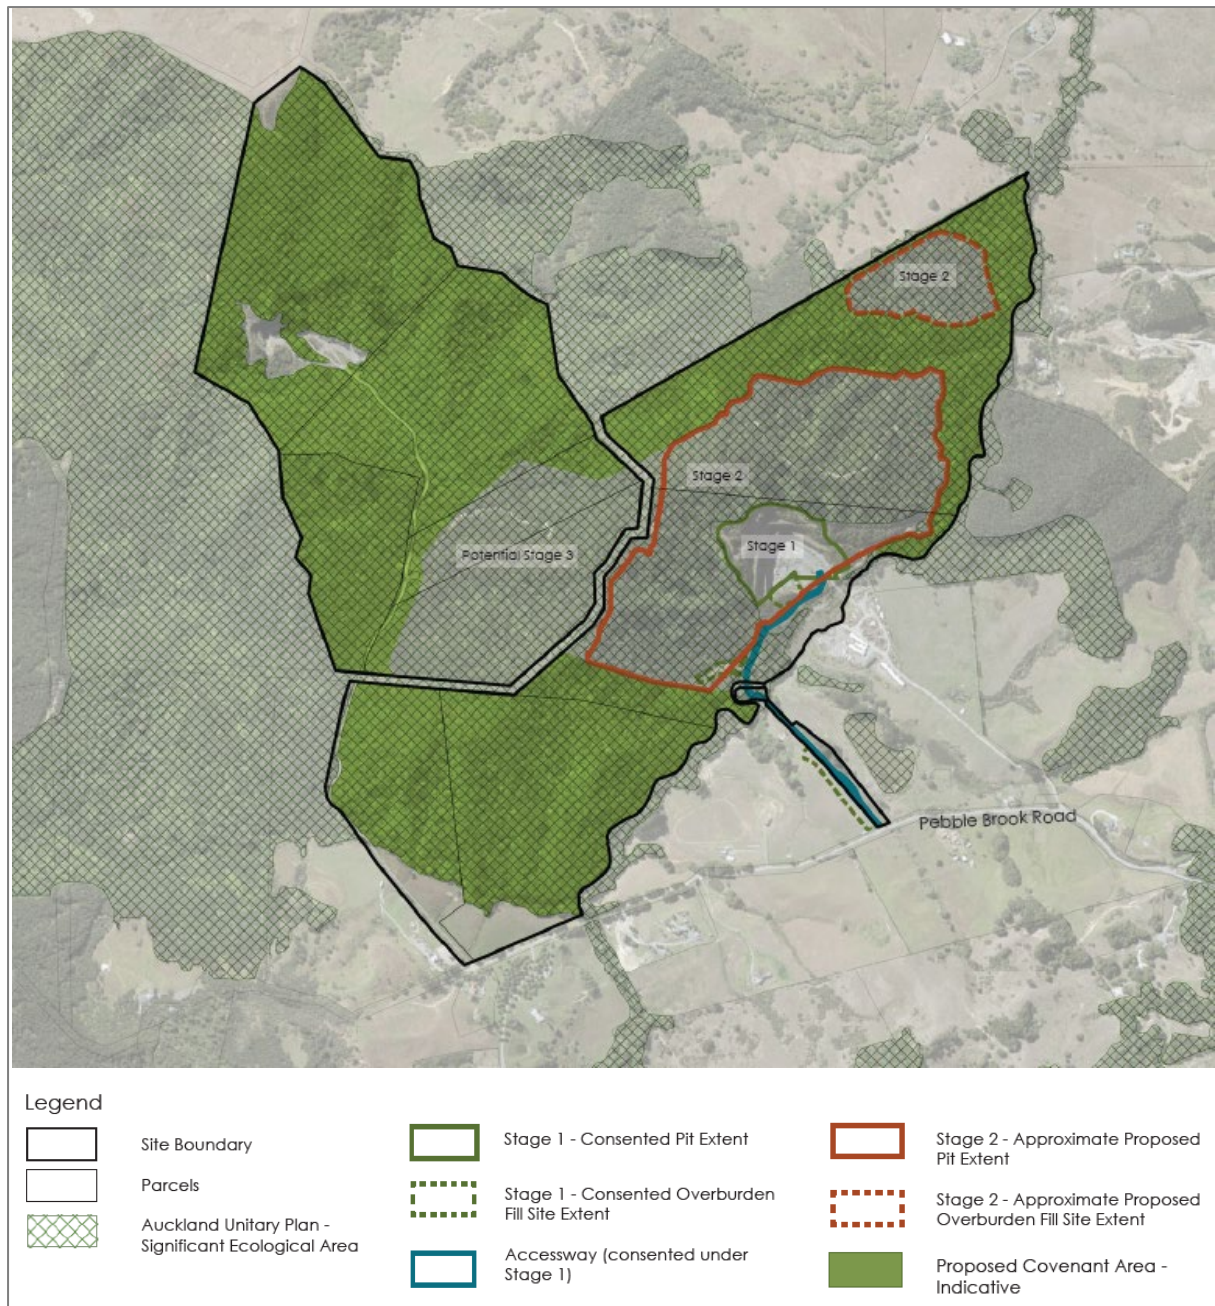 Stage 2
Stage 2
Stage 1
Potential Stage 3
Pebble Brook Road
Legend
Site Boundary
Parcels
Auckland Unitary Plan -
Significant Ecological Area
Stage 1 - Consented Pit Extent
Stage 1 - Consented Overburden
Fill Site Extent
Accessway (consented under
Stage 1)
Stage 2 - Approximate Proposed
Pit Extent
Stage 2 - Approximate Proposed
Overburden Fill Site Extent
Proposed Covenant Area -
Indicative